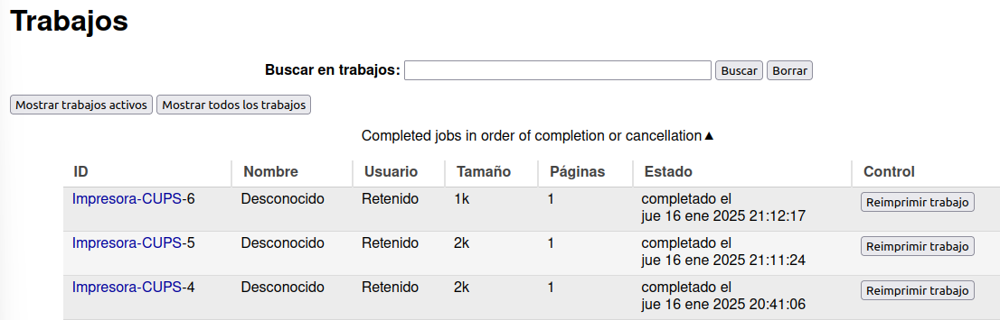 Trabajos
Buscar en trabajos: Buscar Borrar
Mostrar trabajos activos Mostrar todos los trabajos
Completed jobs in order of completion or cancellation▲
ID Nombre Usuario Tamaño Páginas Estado Control
Impresora-CUPS-6 Desconocido Retenido 1k 1 completado el Reimprimir trabajo
jue 16 ene 2025 21:12:17
Impresora-CUPS-5 Desconocido Retenido 2k 1 completado el Reimprimir trabajo
jue 16 ene 2025 21:11:24
Impresora-CUPS-4 Desconocido Retenido 2k 1 completado el Reimprimir trabajo
jue 16 ene 2025 20:41:06